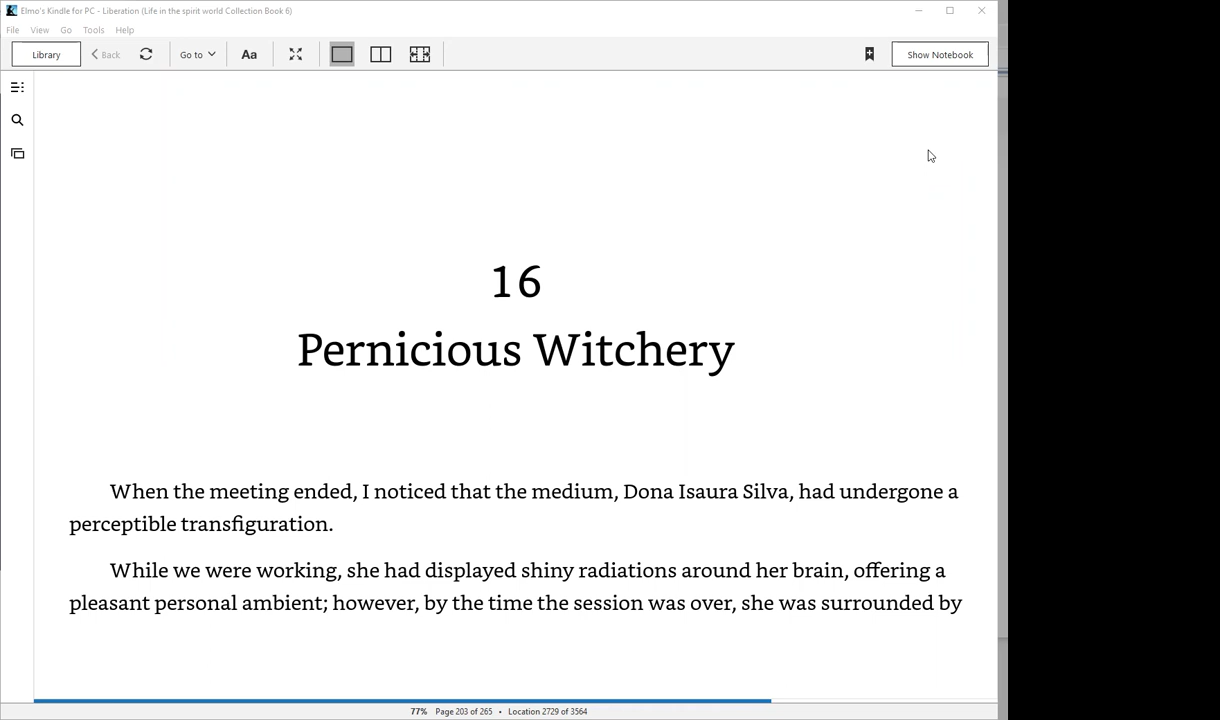 Elmo's Kindle for PC - Liberation (Life in the spirit world Collection Book 6)
File View Go Tools Help
Library Back Go to Aa Show Notebook
16
Pernicious Witchery
When the meeting ended, I noticed that the medium, Dona Isaura Silva, had undergone a
perceptible transfiguration.
While we were working, she had displayed shiny radiations around her brain, offering a
pleasant personal ambient; however, by the time the session was over, she was surrounded by
77% Page 203 of 265 • Location 2729 of 3564